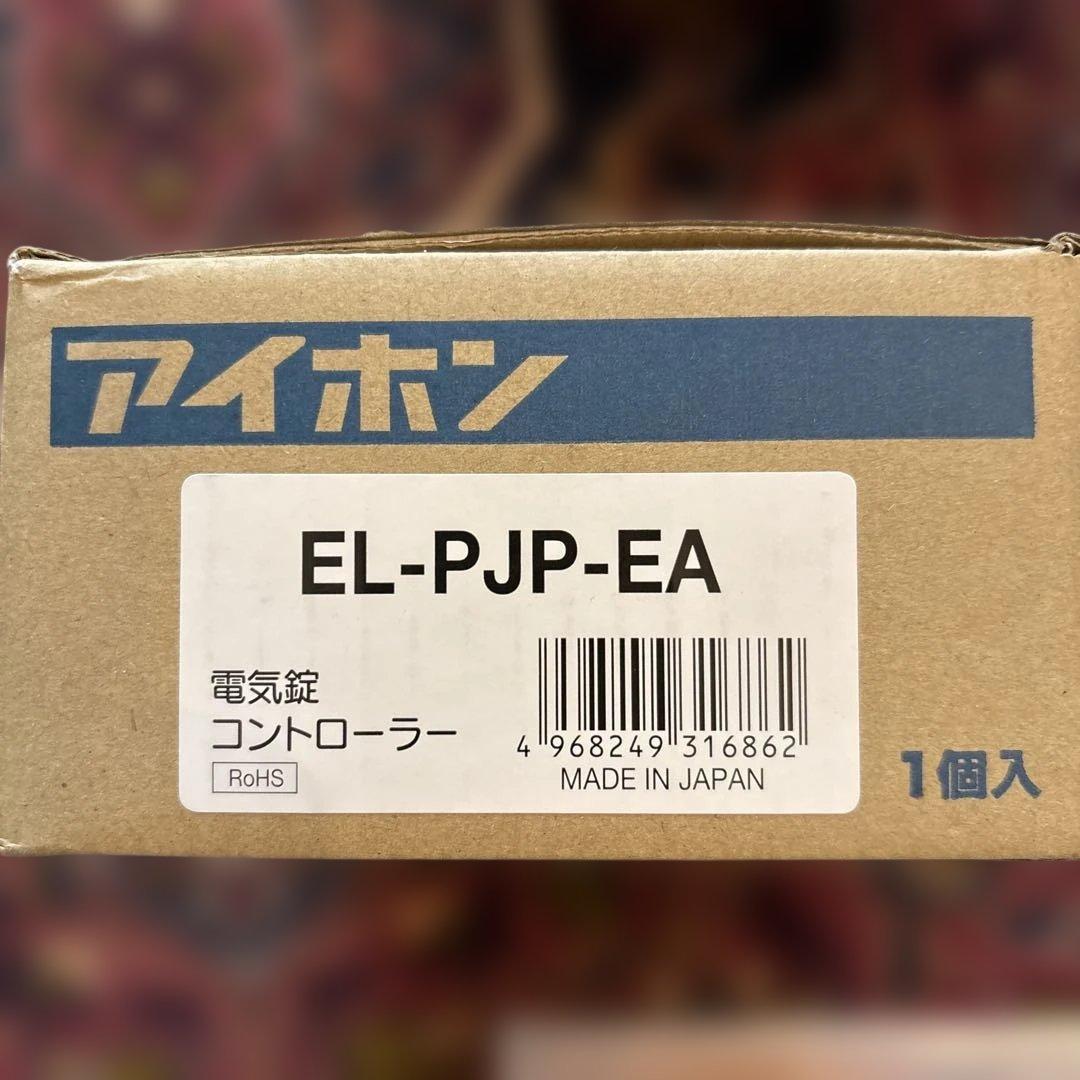 アイホン
EL-PJP-EA
電気錠
コントローラー
RoHS
4 968249 316862
MADE IN JAPAN
1個入